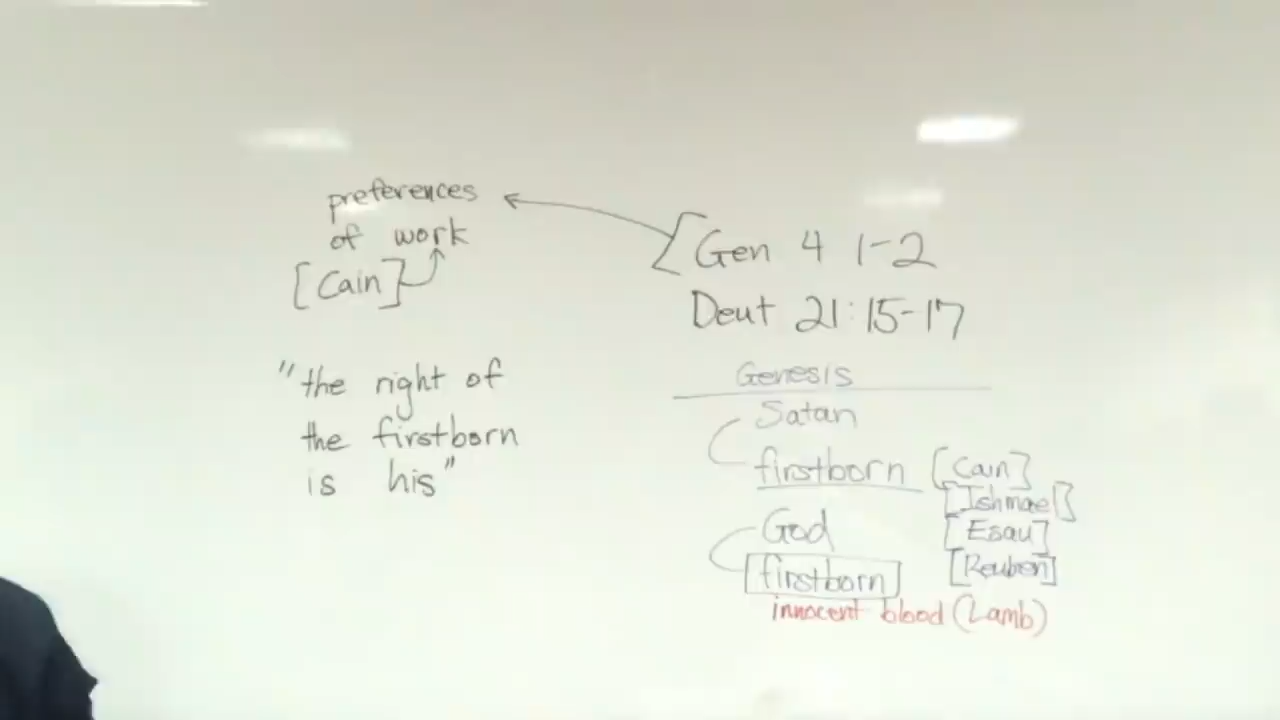 preferences
of work
[Cain]
"the right of
the firstborn
is his"
[Gen 4 1-2
Deut 21:15-17
Genesis
Satan
firstborn [Cain]
[Ishmael]
God [Esau]
firstborn [Reuben]
innocent blood (Lamb)